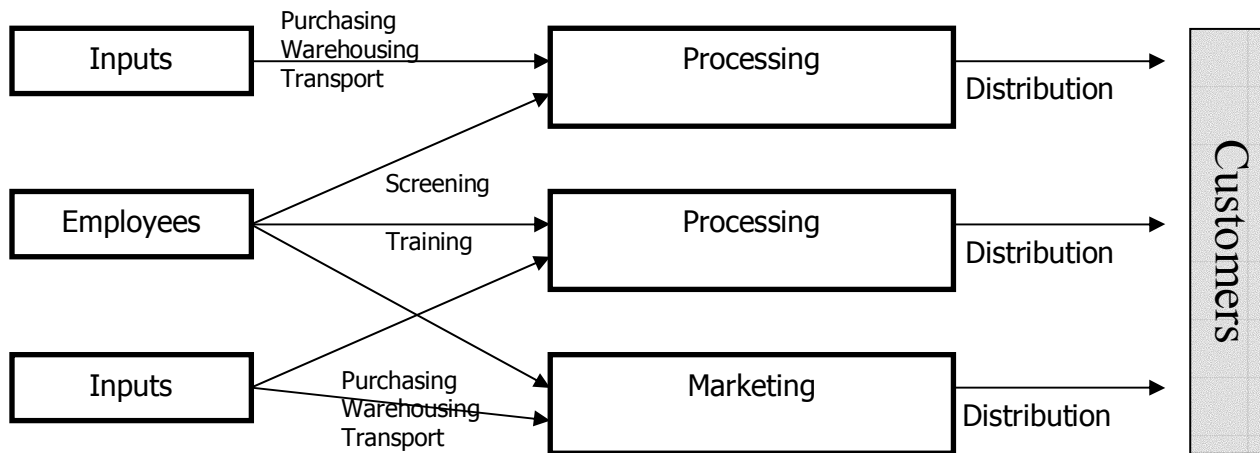 Inputs
Purchasing
Warehousing
Transport
Processing
Distribution
Employees
Screening
Training
Processing
Distribution
Inputs
Purchasing
Warehousing
Transport
Marketing
Distribution
Customers